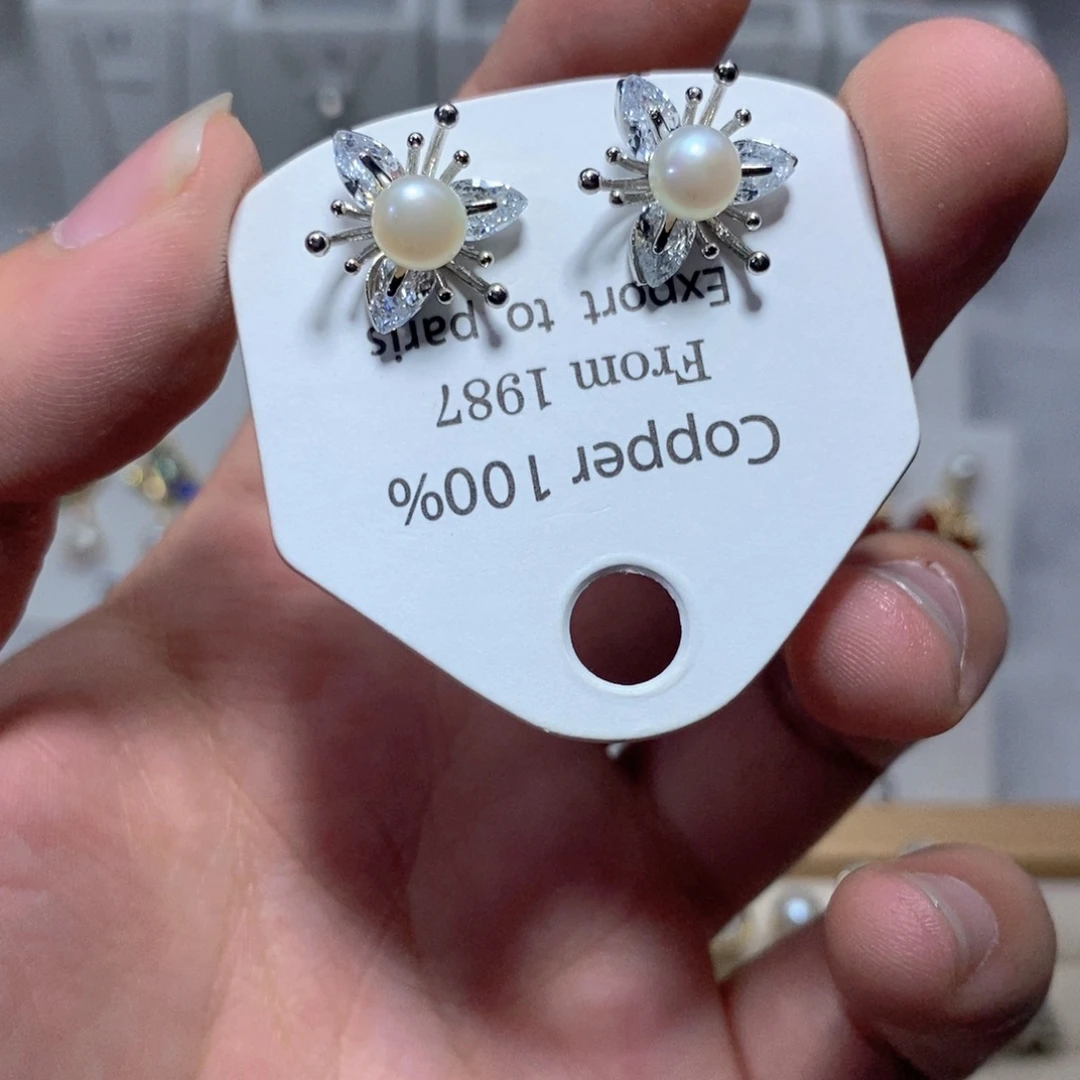 Copper 100%
From 1987
Export to paris